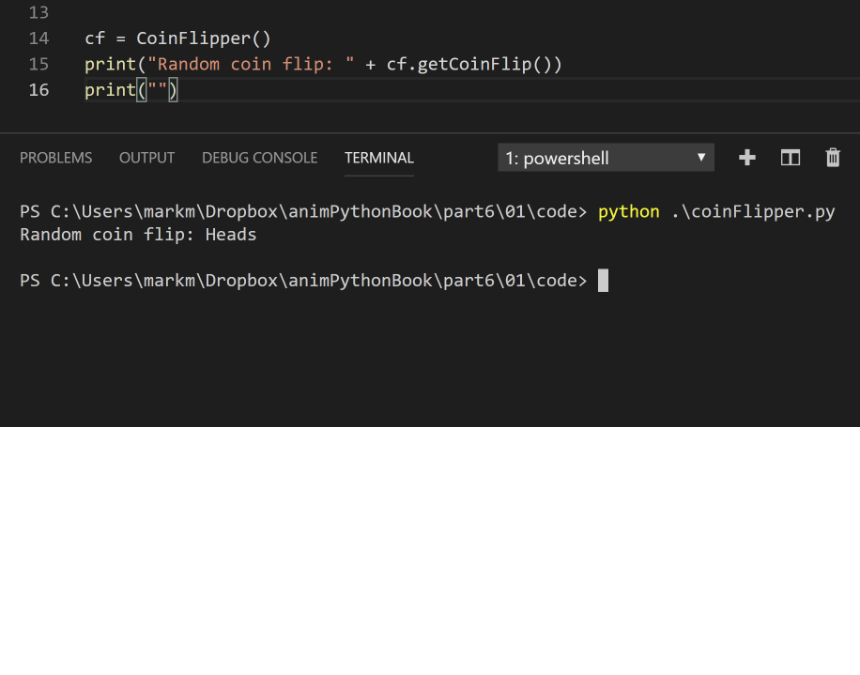 13
14 cf = CoinFlipper()
15 print("Random coin flip: " + cf.getCoinFlip())
16 print("")
PROBLEMS OUTPUT DEBUG CONSOLE TERMINAL 1: powershell
PS C:\Users\markm\Dropbox\animPythonBook\part6\01\code> python .\coinFlipper.py
Random coin flip: Heads
PS C:\Users\markm\Dropbox\animPythonBook\part6\01\code>